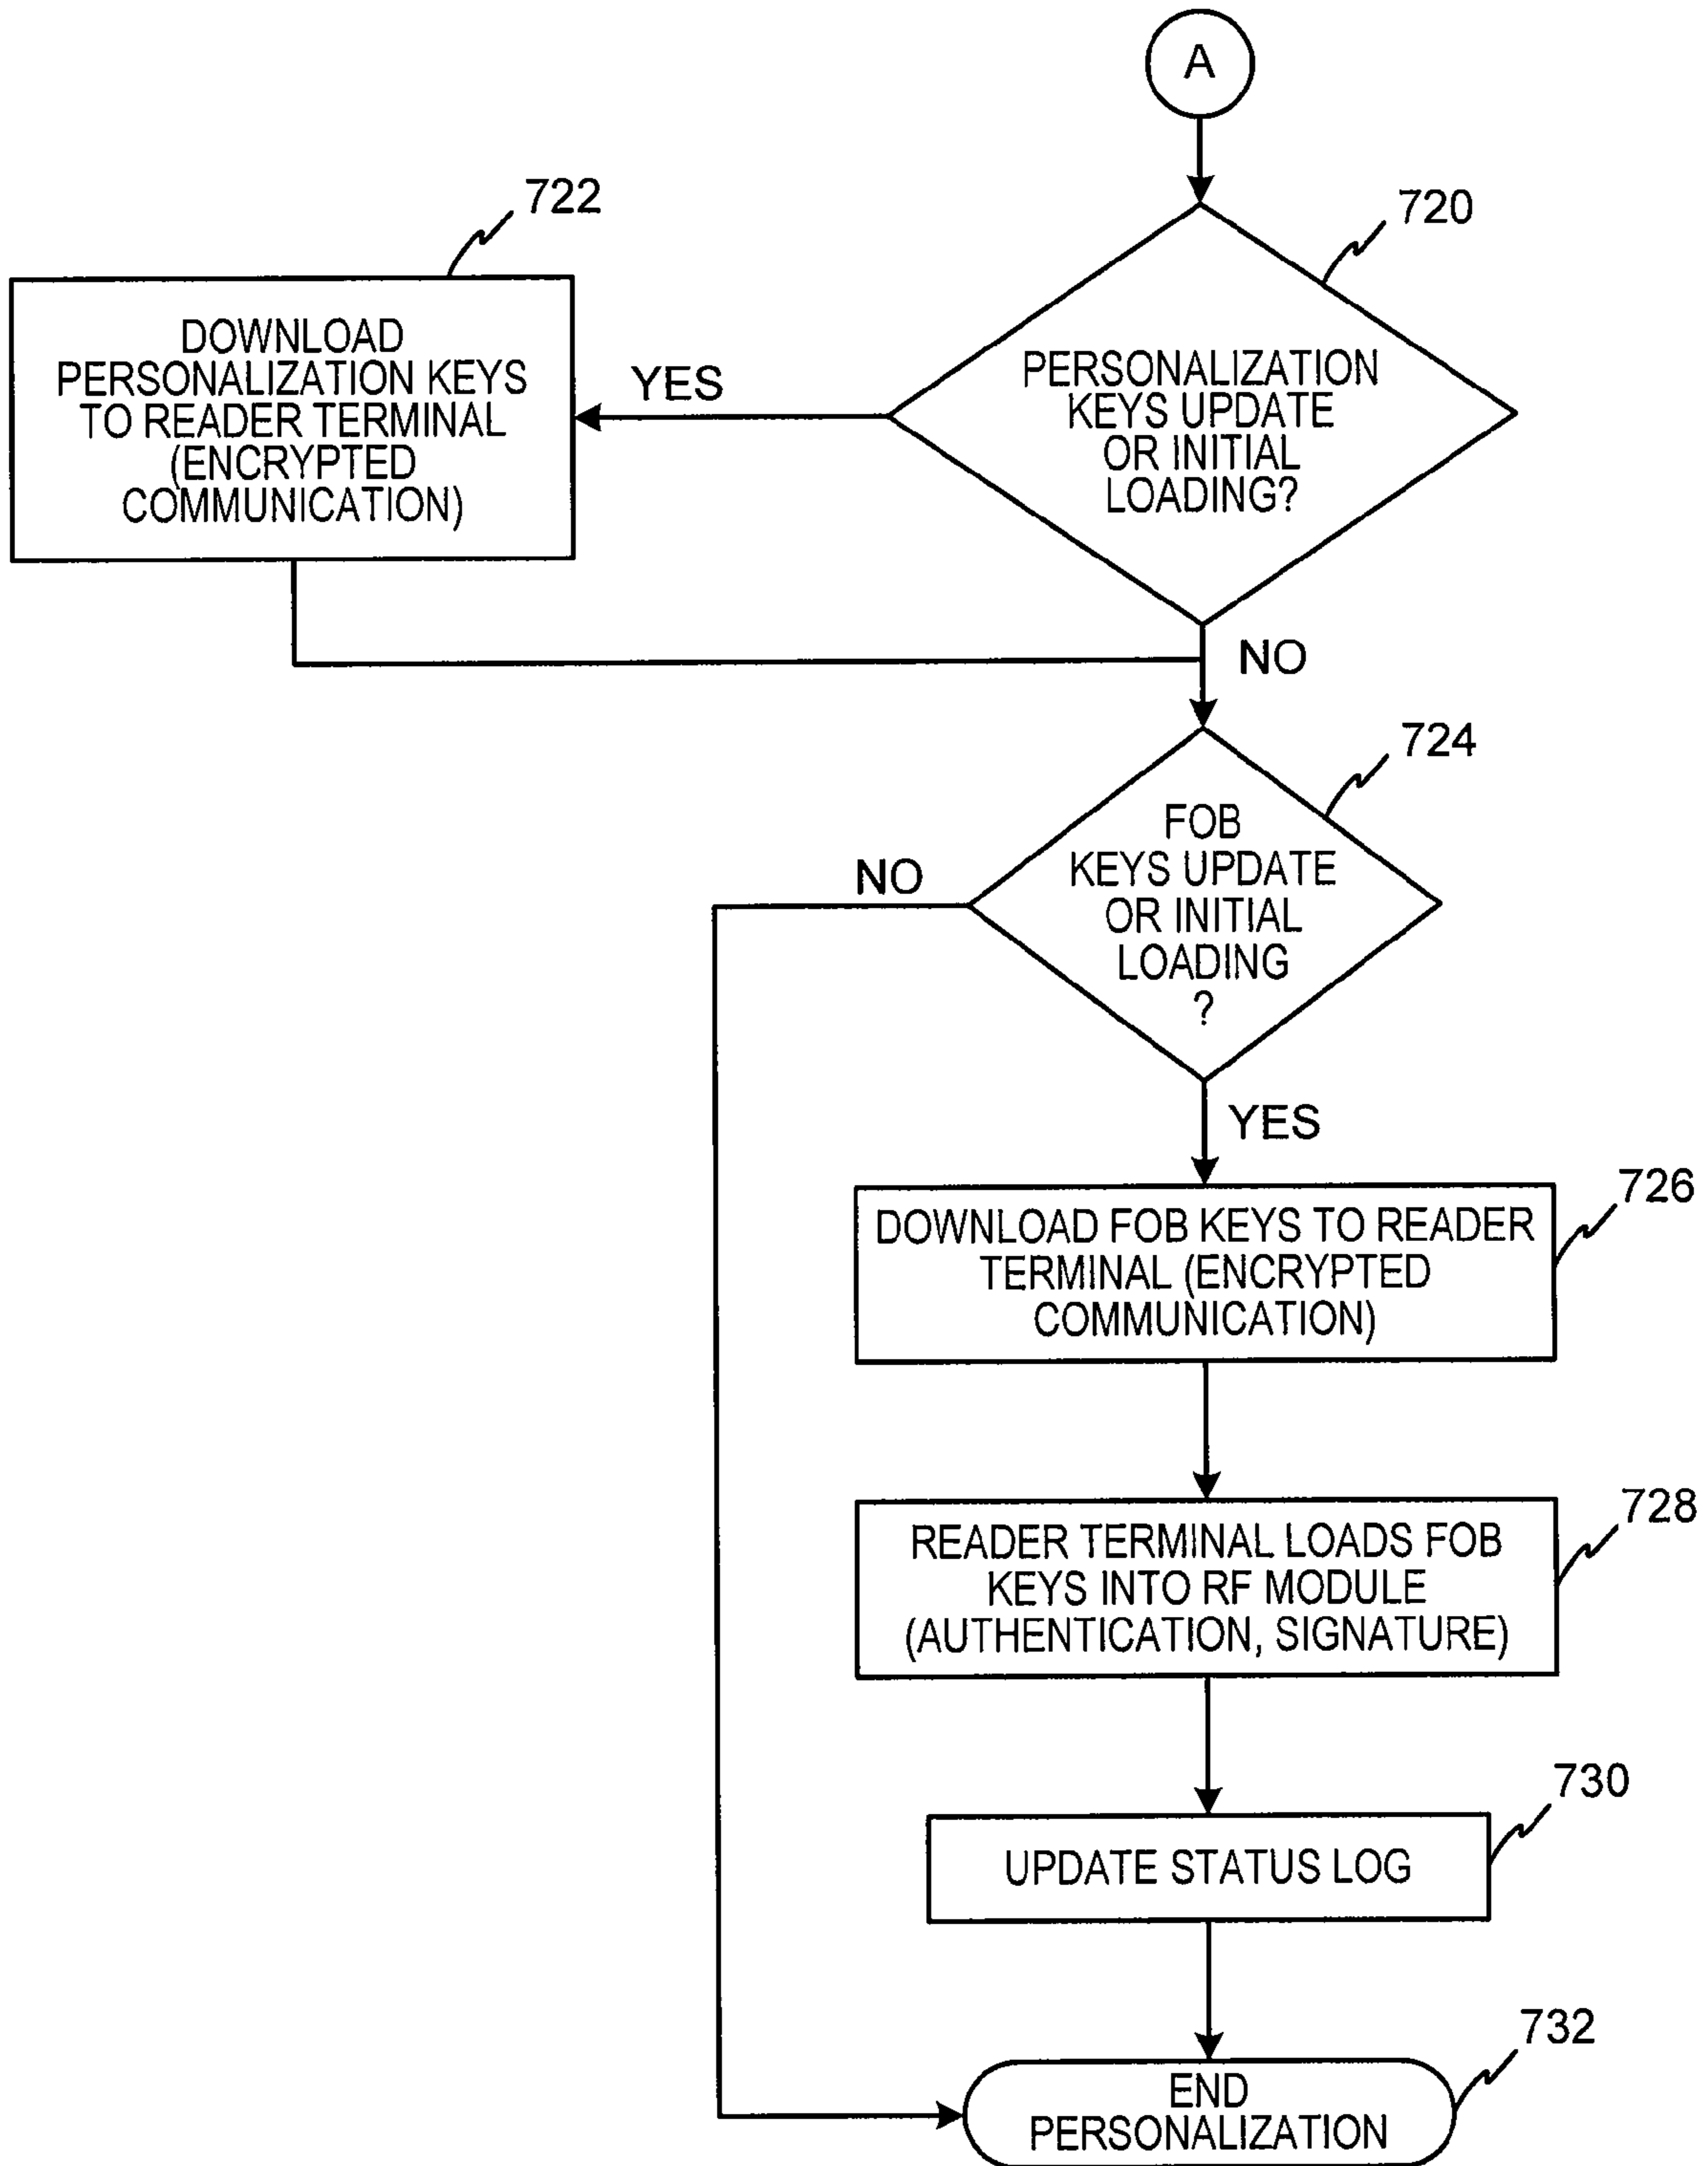 A
720
PERSONALIZATION
KEYS UPDATE
OR INITIAL
LOADING?
722
DOWNLOAD
PERSONALIZATION KEYS
TO READER TERMINAL
(ENCRYPTED
COMMUNICATION)
YES
NO
724
FOB
KEYS UPDATE
OR INITIAL
LOADING
?
NO
YES
726
DOWNLOAD FOB KEYS TO READER
TERMINAL (ENCRYPTED
COMMUNICATION)
728
READER TERMINAL LOADS FOB
KEYS INTO RF MODULE
(AUTHENTICATION, SIGNATURE)
730
UPDATE STATUS LOG
732
END
PERSONALIZATION